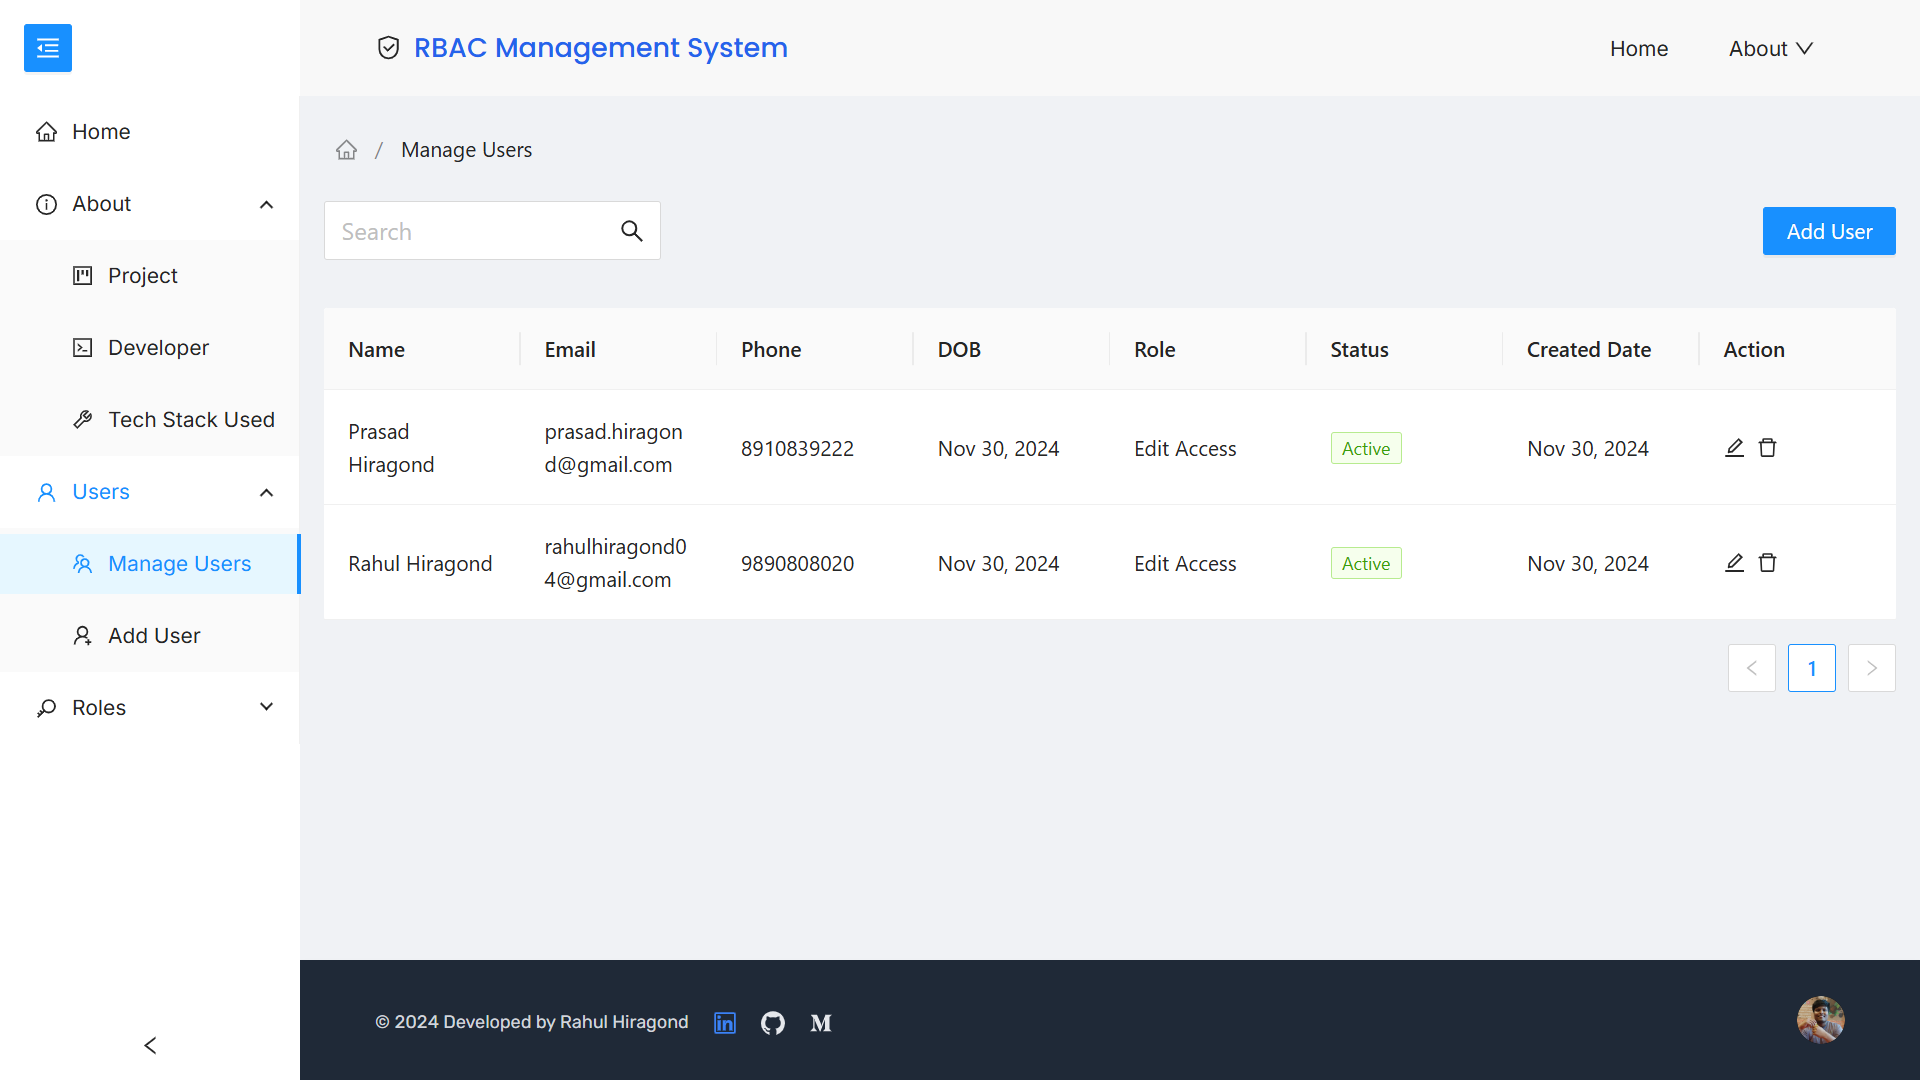 RBAC Management System
Home
About
Home
About
Project
Developer
Tech Stack Used
Users
Manage Users
Add User
Roles
/ Manage Users
Search
Add User
Name Email Phone DOB Role Status Created Date Action
Prasad
Hiragond
prasad.hiragon
d@gmail.com
8910839222 Nov 30, 2024 Edit Access Active Nov 30, 2024
Rahul Hiragond
rahulhiragond0
4@gmail.com
9890808020 Nov 30, 2024 Edit Access Active Nov 30, 2024
1
© 2024 Developed by Rahul Hiragond